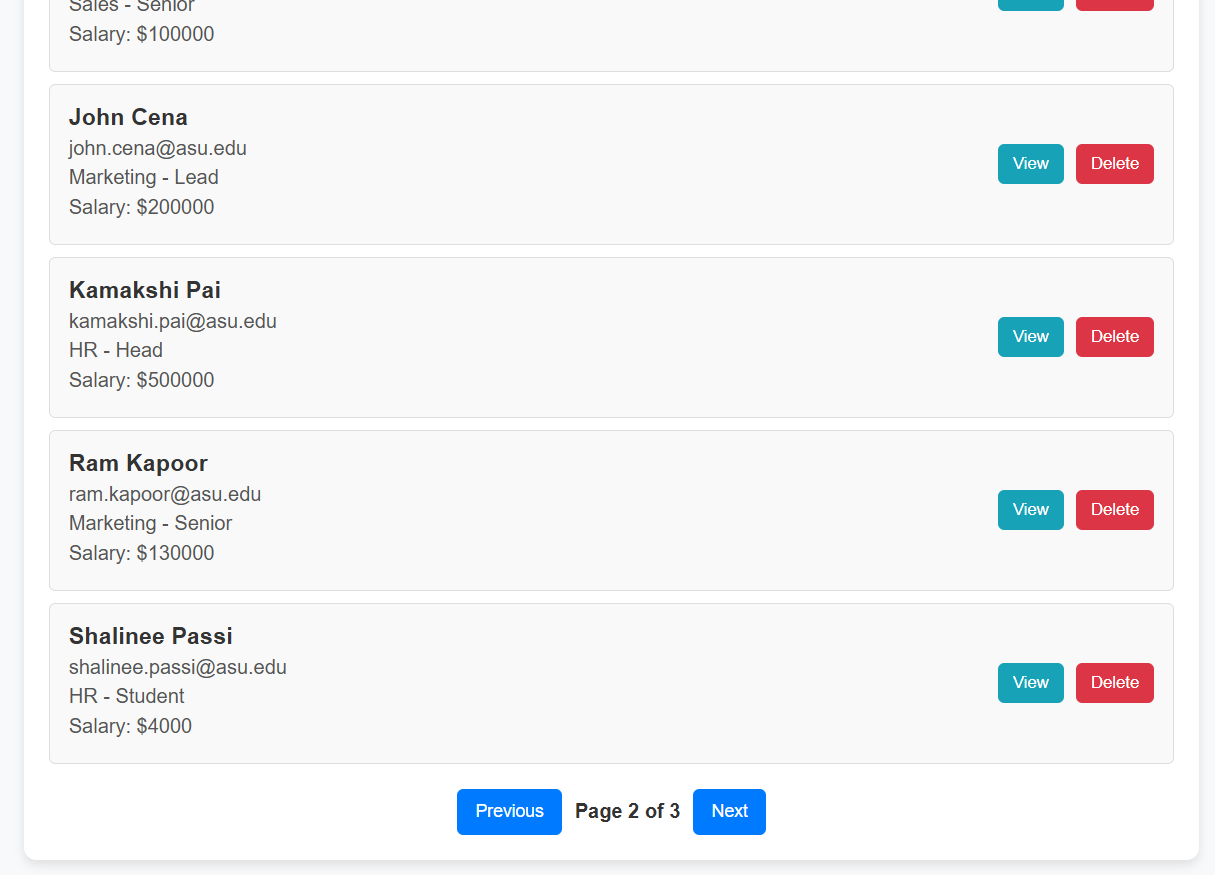 Sales - Senior
Salary: $100000
John Cena
john.cena@asu.edu
Marketing - Lead
Salary: $200000
View Delete
Kamakshi Pai
kamakshi.pai@asu.edu
HR - Head
Salary: $500000
View Delete
Ram Kapoor
ram.kapoor@asu.edu
Marketing - Senior
Salary: $130000
View Delete
Shalinee Passi
shalinee.passi@asu.edu
HR - Student
Salary: $4000
View Delete
Previous Page 2 of 3 Next